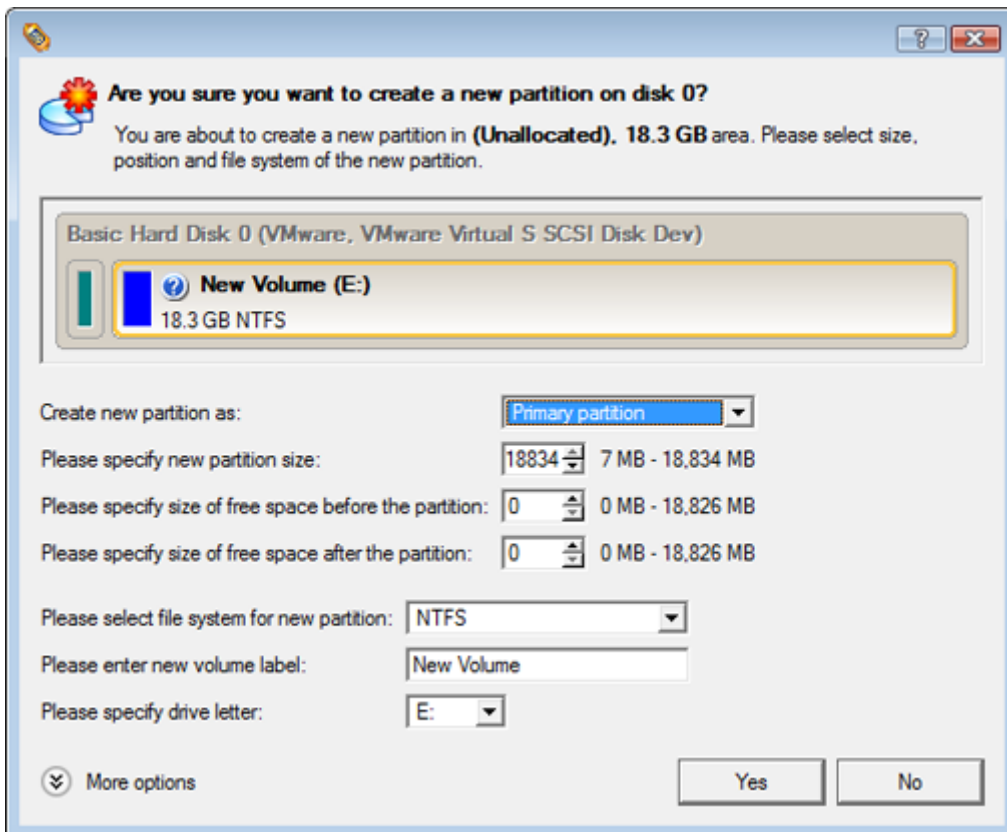 Are you sure you want to create a new partition on disk 0?
You are about to create a new partition in (Unallocated), 18.3 GB area. Please select size,
position and file system of the new partition.
Basic Hard Disk 0 (VMware, VMware Virtual S SCSI Disk Dev)
New Volume (E:)
18.3 GB NTFS
Create new partition as: Primary partition
Please specify new partition size: 18834 7 MB - 18,834 MB
Please specify size of free space before the partition: 0 0 MB - 18,826 MB
Please specify size of free space after the partition: 0 0 MB - 18,826 MB
Please select file system for new partition: NTFS
Please enter new volume label: New Volume
Please specify drive letter: E:
More options Yes No